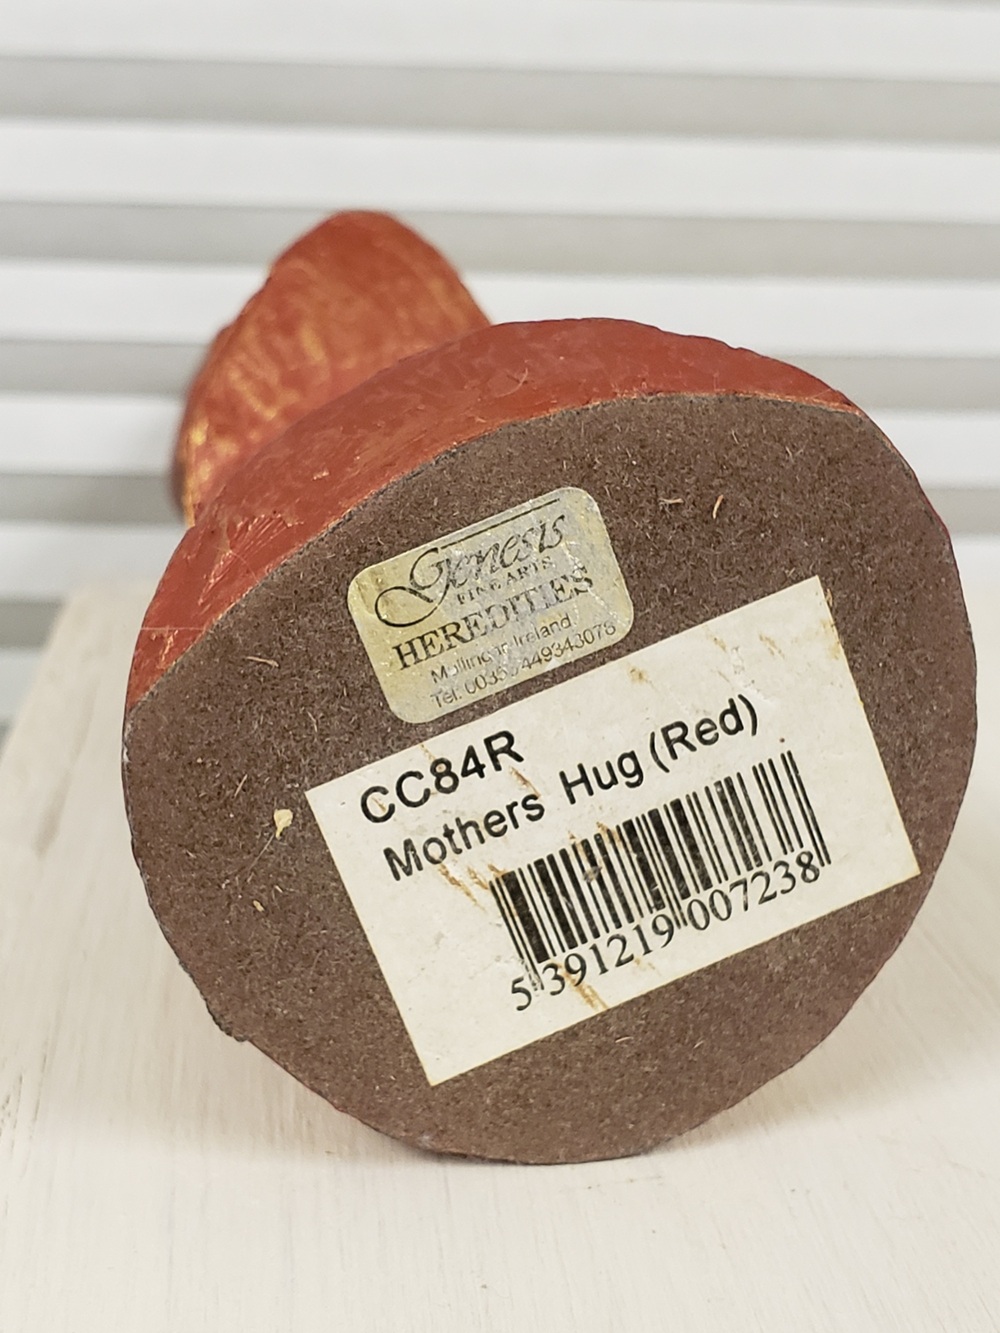 Genesis
FINE ARTS
HEREDITIES
Mullingar, Ireland
Tel: 00353 449343078
CC84R
Mothers Hug (Red)
5 391219 007238